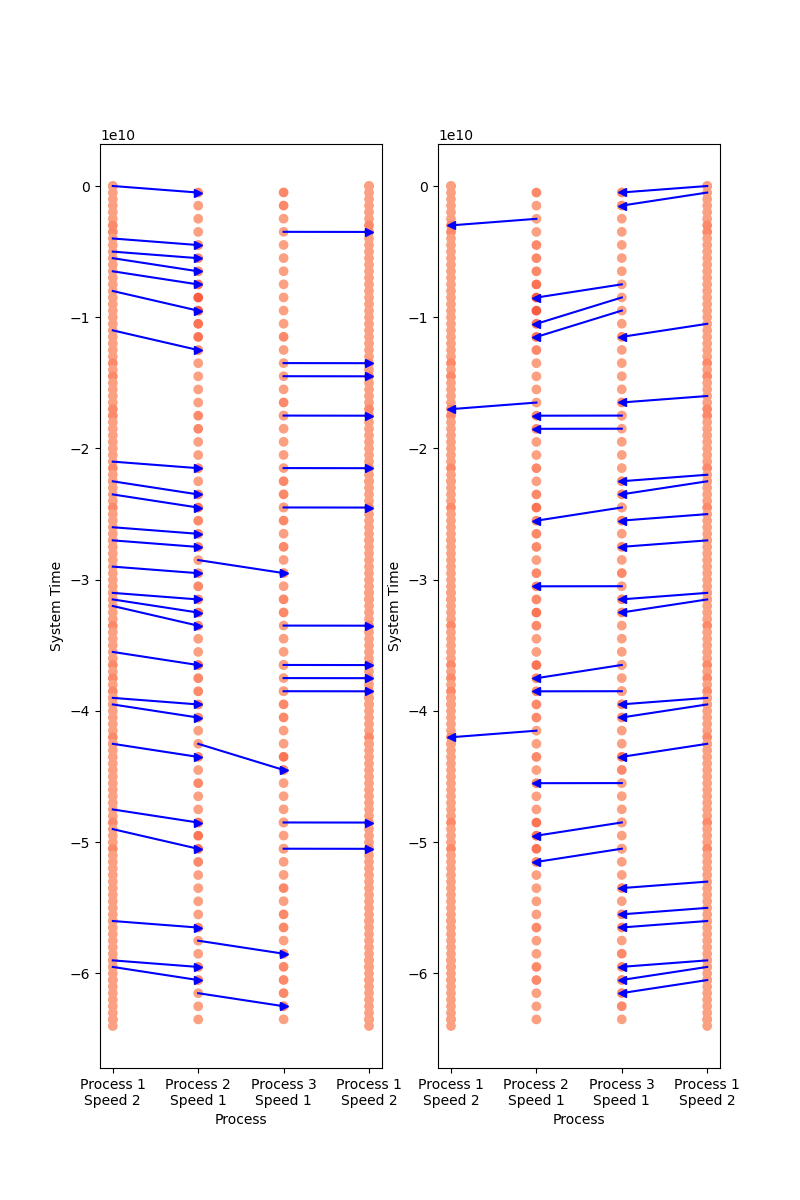 1e10
1e10
0
−1
−2
−3
−4
−5
−6
System Time
0
−1
−2
−3
−4
−5
−6
System Time
Process 1
Speed 2
Process 2
Speed 1
Process 3
Speed 1
Process 1
Speed 2
Process
Process 1
Speed 2
Process 2
Speed 1
Process 3
Speed 1
Process 1
Speed 2
Process